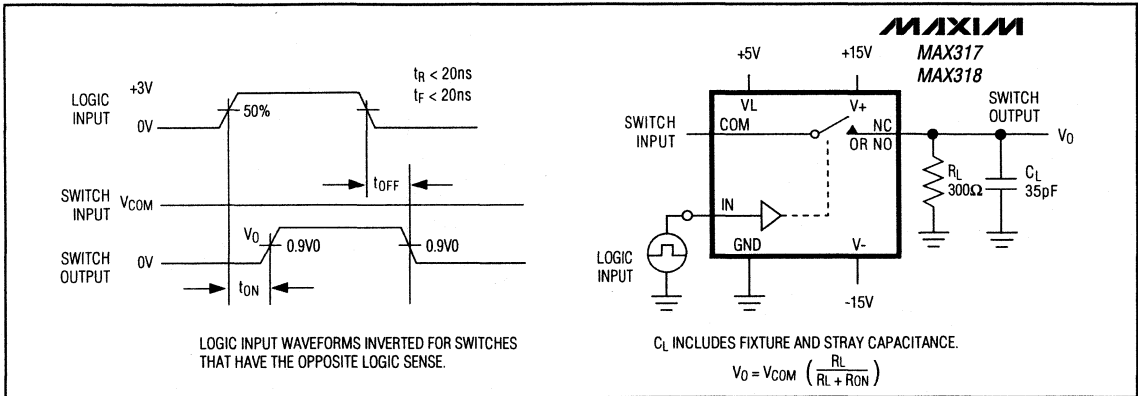 LOGIC
INPUT
+3V
0V
50%
tR < 20ns
tF < 20ns
tOFF
SWITCH
INPUT
VCOM
SWITCH
OUTPUT
VO
0V
0.9V0
0.9V0
tON
LOGIC INPUT WAVEFORMS INVERTED FOR SWITCHES
THAT HAVE THE OPPOSITE LOGIC SENSE.
MAXIM
MAX317
MAX318
+5V
+15V
VL
V+
SWITCH
INPUT
COM
NC
OR NO
SWITCH
OUTPUT
VO
RL
300Ω
CL
35pF
IN
GND
V-
LOGIC
INPUT
-15V
CL INCLUDES FIXTURE AND STRAY CAPACITANCE.
VO = VCOM ( RL / RL + RON )